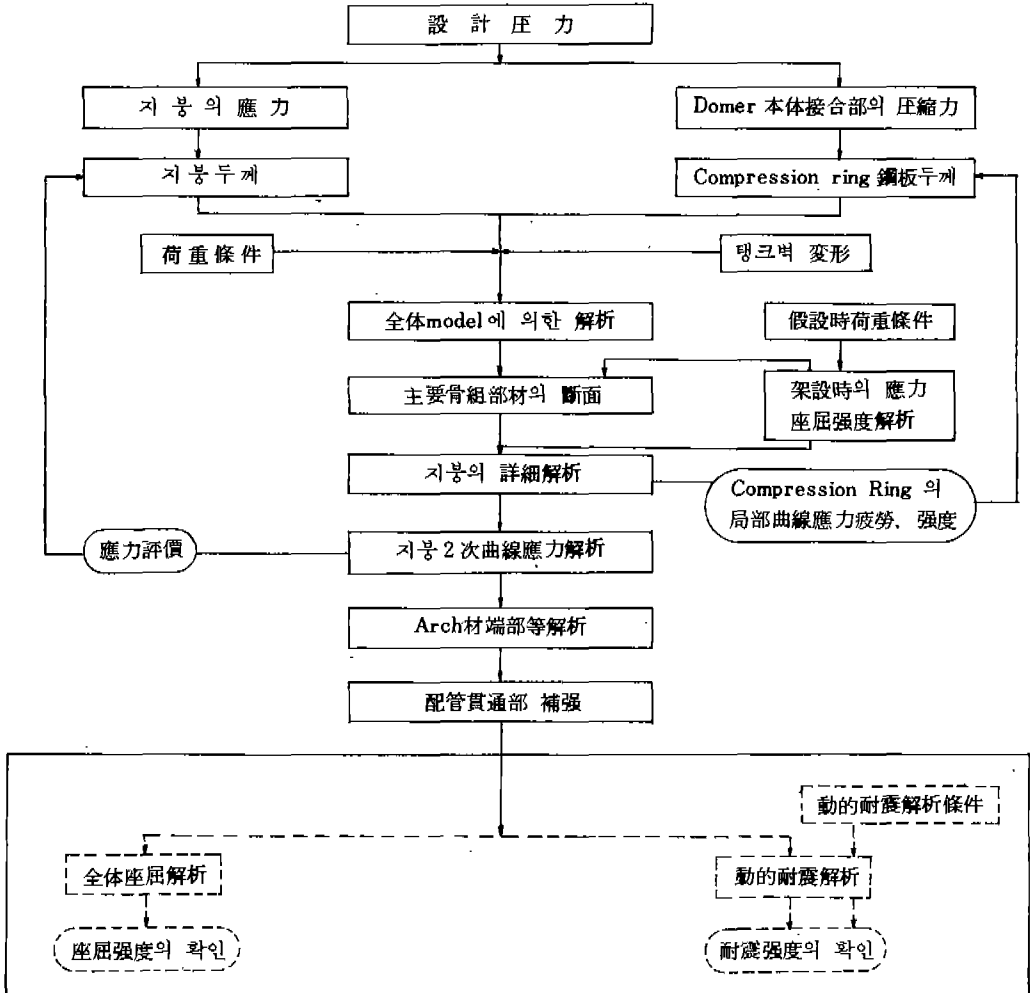 設 計 圧 力
지 붕 의 應 力
Domer 本体接合部의 圧縮力
지 붕 두 께
Compression ring 鋼板두께
荷 重 條 件
탱크벽 変形
全体model에 의한 解析
假設時荷重條件
主要骨組部材의 斷面
架設時의 應力
座屈强度解析
지붕의 詳細解析
Compression Ring 의
局部曲線應力疲勞, 强度
應力評價
지붕 2 次曲線應力解析
Arch材端部等解析
配管貫通部 補强
動的耐震解析條件
全体座屈解析
動的耐震解析
座屈强度의 확인
耐震强度의 확인